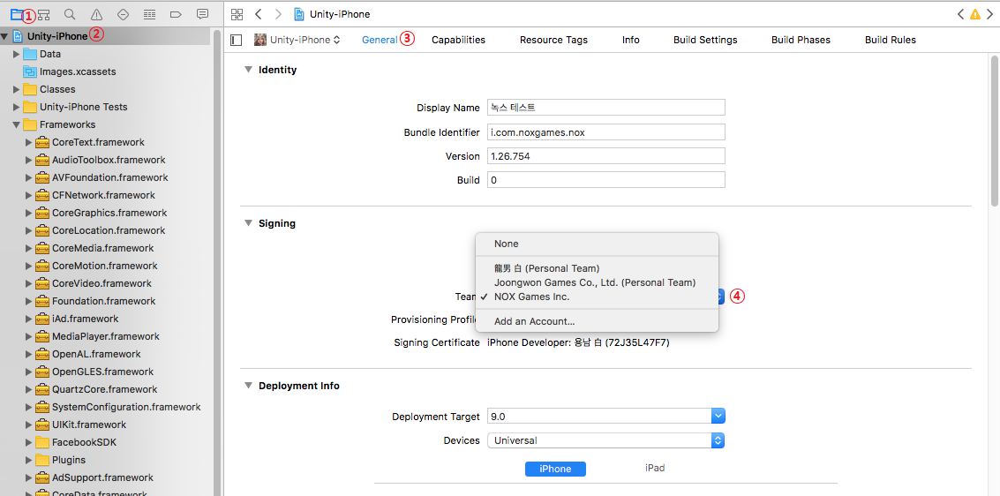 ①
Unity-iPhone
Unity-iPhone ②
Unity-iPhone
General ③
Capabilities
Resource Tags
Info
Build Settings
Build Phases
Build Rules
Data
Images.xcassets
Classes
Unity-iPhone Tests
Frameworks
CoreText.framework
AudioToolbox.framework
AVFoundation.framework
CFNetwork.framework
CoreGraphics.framework
CoreLocation.framework
CoreMedia.framework
CoreMotion.framework
CoreVideo.framework
Foundation.framework
iAd.framework
MediaPlayer.framework
OpenAL.framework
OpenGLES.framework
QuartzCore.framework
SystemConfiguration.framework
UIKit.framework
FacebookSDK
Plugins
AdSupport.framework
CoreData.framework
Identity
Display Name 녹스 테스트
Bundle Identifier i.com.noxgames.nox
Version 1.26.754
Build 0
Signing
None
龍男 白 (Personal Team)
Joongwon Games Co., Ltd. (Personal Team)
Team ✓ NOX Games Inc. ④
Add an Account...
Provisioning Profile
Signing Certificate iPhone Developer: 용남 白 (72J35L47F7)
Deployment Info
Deployment Target 9.0
Devices Universal
iPhone
iPad